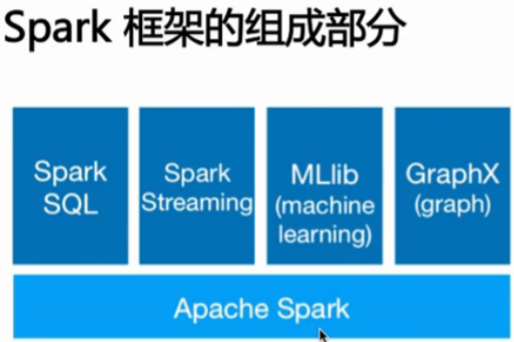 Spark 框架的组成部分
Spark
SQL
Spark
Streaming
MLlib
(machine
learning)
GraphX
(graph)
Apache Spark